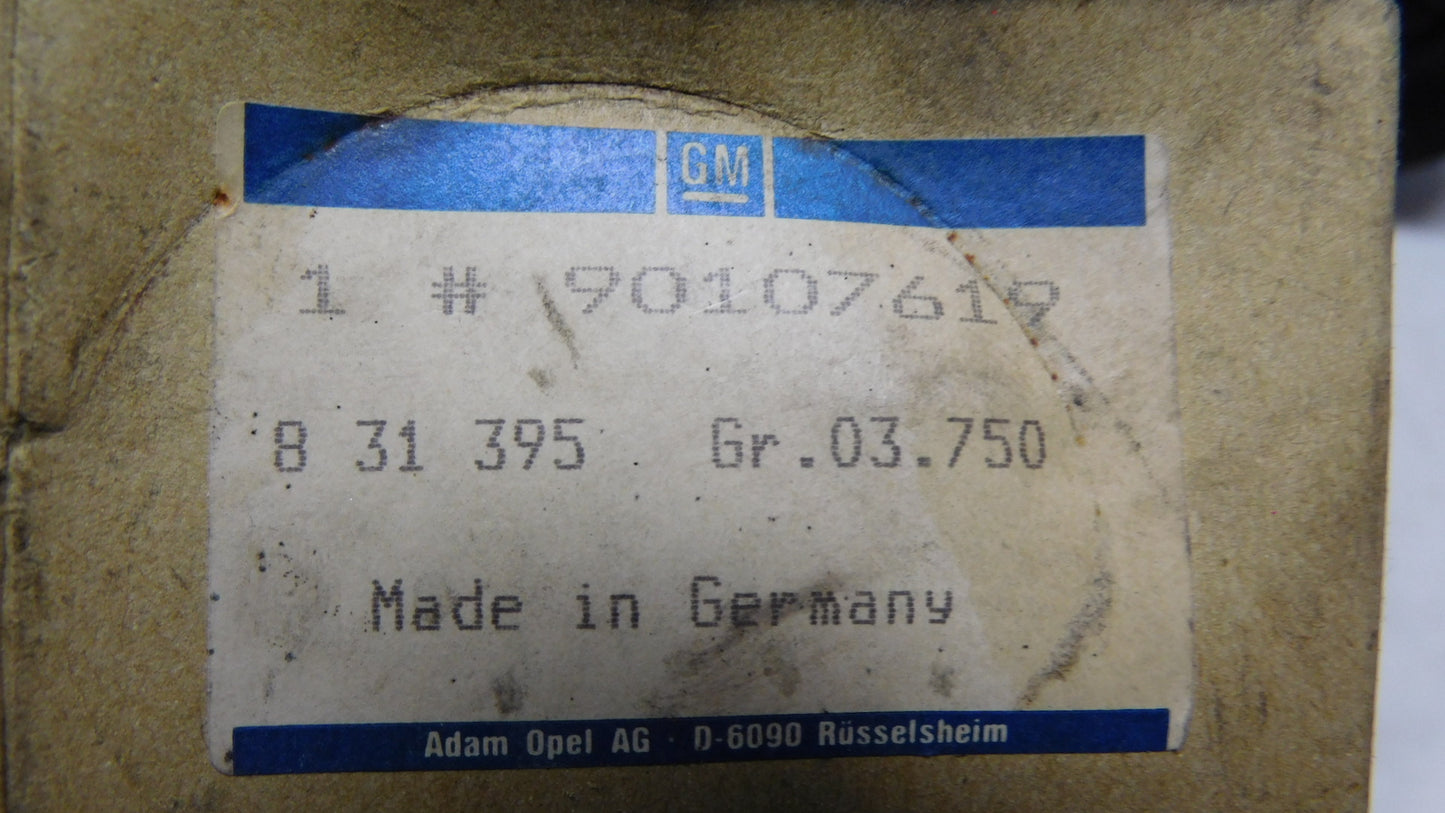 GM
1 # 90107619
8 31 395 Gr.03.750
Made in Germany
Adam Opel AG · D-6090 Rüsselsheim